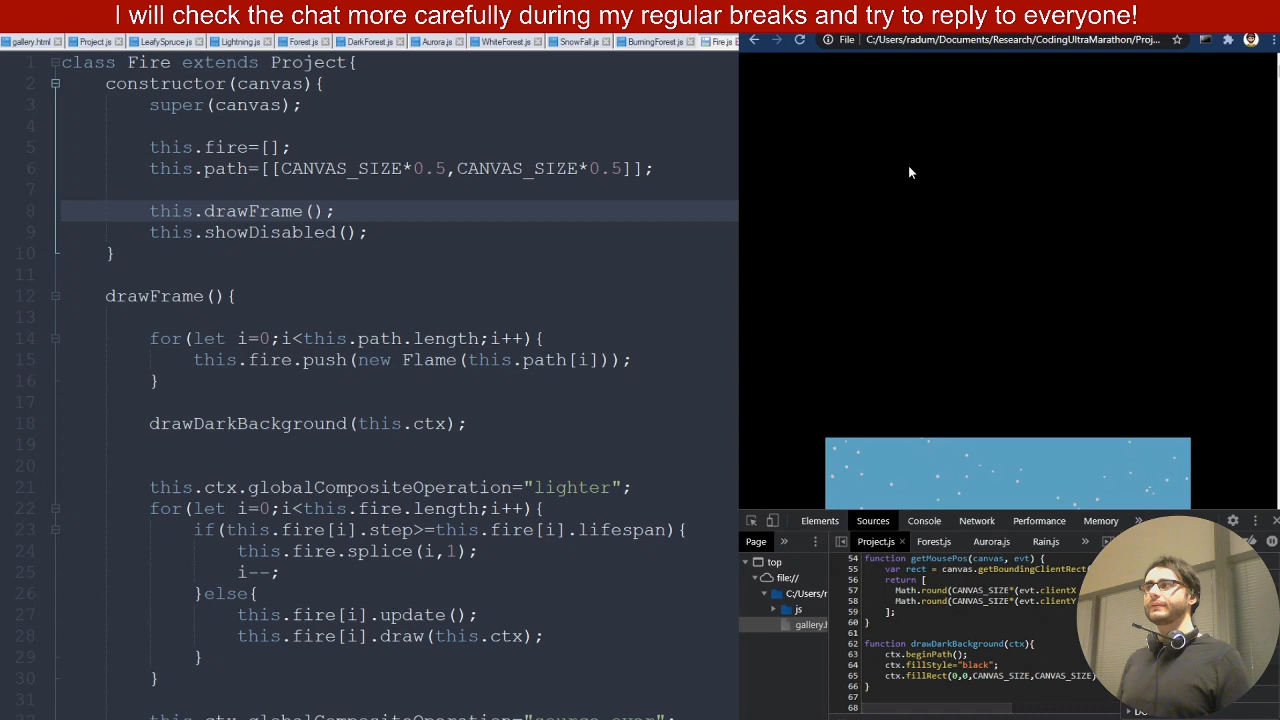 I will check the chat more carefully during my regular breaks and try to reply to everyone!
gallery.html Project.js LeafySpruce.js Lightning.js Forest.js DarkForest.js Aurora.js WhiteForest.js SnowFall.js BurningForest.js Fire.js
File C:/Users/radum/Documents/Research/CodingUltraMarathon/Proj...
1 class Fire extends Project{
2 constructor(canvas){
3 super(canvas);
4
5 this.fire=[];
6 this.path=[[CANVAS_SIZE*0.5,CANVAS_SIZE*0.5]];
7
8 this.drawFrame();
9 this.showDisabled();
10 }
11
12 drawFrame(){
13
14 for(let i=0;i<this.path.length;i++){
15 this.fire.push(new Flame(this.path[i]));
16 }
17
18 drawDarkBackground(this.ctx);
19
20
21 this.ctx.globalCompositeOperation="lighter";
22 for(let i=0;i<this.fire.length;i++){
23 if(this.fire[i].step>=this.fire[i].lifespan){
24 this.fire.splice(i,1);
25 i--;
26 }else{
27 this.fire[i].update();
28 this.fire[i].draw(this.ctx);
29 }
30 }
31
this.ctx.globalCompositeOperation="source-over";
Elements Sources Console Network Performance Memory »
Page » Project.js × Forest.js Aurora.js Rain.js »
top
file://
C:/Users/r
js
gallery.h
54 function getMousePos(canvas, evt) {
55 var rect = canvas.getBoundingClientRect
56 return [
57 Math.round(CANVAS_SIZE*(evt.clientX
58 Math.round(CANVAS_SIZE*(evt.clientY
59 ];
60 }
61
62 function drawDarkBackground(ctx){
63 ctx.beginPath();
64 ctx.fillStyle="black";
65 ctx.fillRect(0,0,CANVAS_SIZE,CANVAS_SIZE)
66 }
67
68